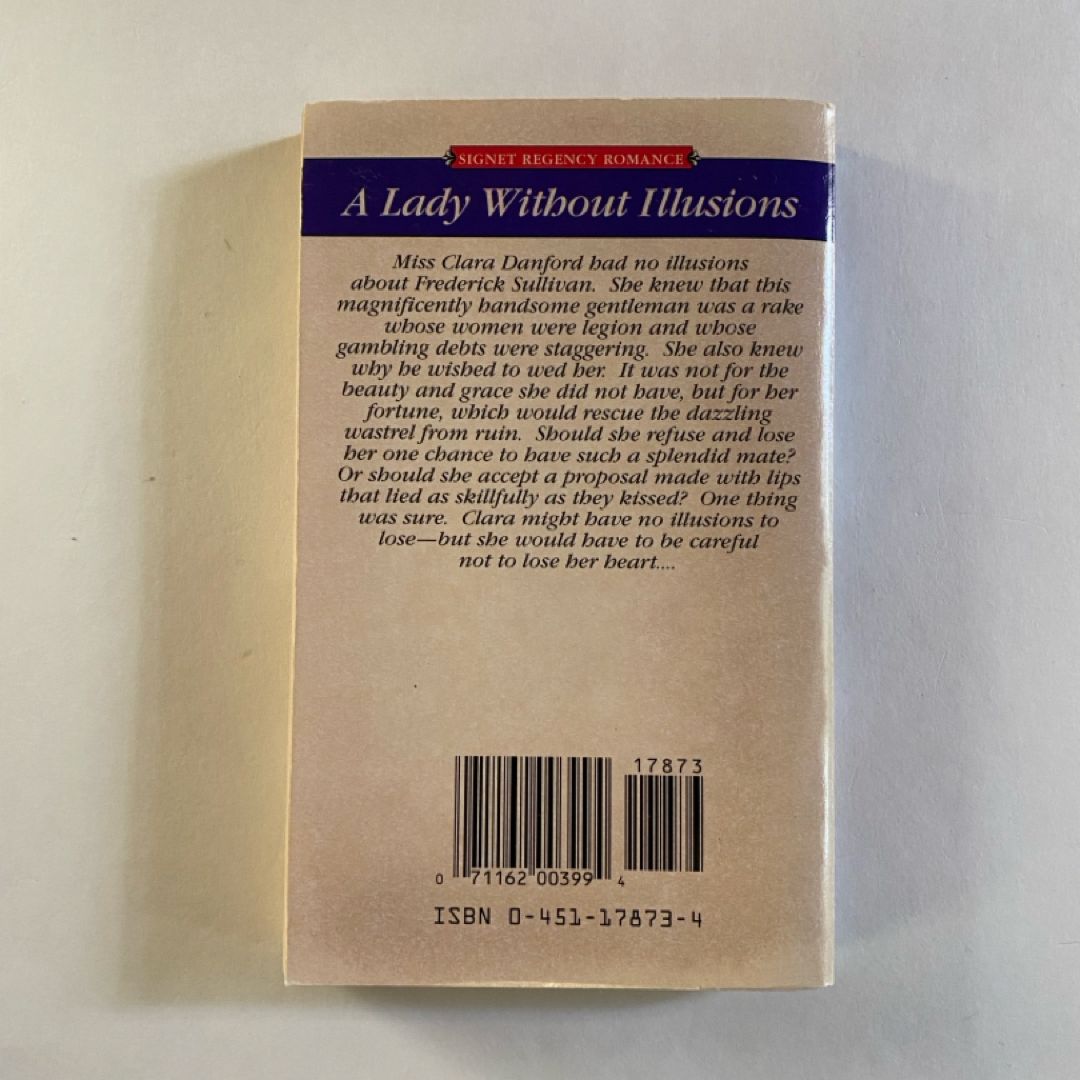 SIGNET REGENCY ROMANCE
A Lady Without Illusions
Miss Clara Danford had no illusions
about Frederick Sullivan. She knew that this
magnificently handsome gentleman was a rake
whose women were legion and whose
gambling debts were staggering. She also knew
why he wished to wed her. It was not for the
beauty and grace she did not have, but for her
fortune, which would rescue the dazzling
wastrel from ruin. Should she refuse and lose
her one chance to have such a splendid mate?
Or should she accept a proposal made with lips
that lied as skillfully as they kissed? One thing
was sure. Clara might have no illusions to
lose—but she would have to be careful
not to lose her heart....
17873
0 71162 00399 4
ISBN 0-451-17873-4